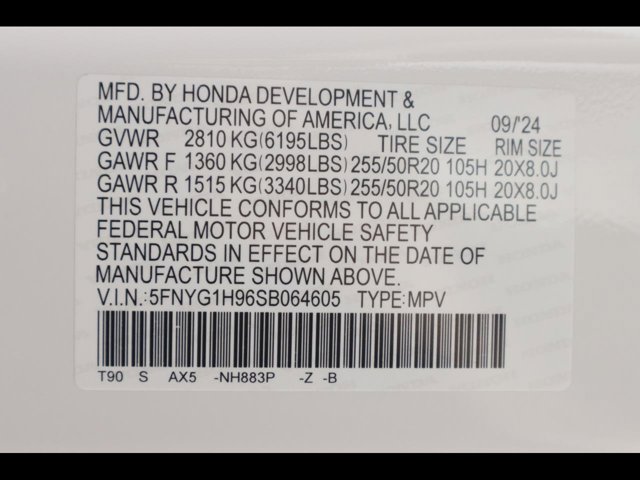 MFD. BY HONDA DEVELOPMENT &
MANUFACTURING OF AMERICA, LLC 09/'24
GVWR 2810 KG(6195LBS) TIRE SIZE RIM SIZE
GAWR F 1360 KG(2998LBS) 255/50R20 105H 20X8.0J
GAWR R 1515 KG(3340LBS) 255/50R20 105H 20X8.0J
THIS VEHICLE CONFORMS TO ALL APPLICABLE
FEDERAL MOTOR VEHICLE SAFETY
STANDARDS IN EFFECT ON THE DATE OF
MANUFACTURE SHOWN ABOVE.
V.I.N.:5FNYG1H96SB064605 TYPE:MPV
T90 S AX5 -NH883P -Z -B